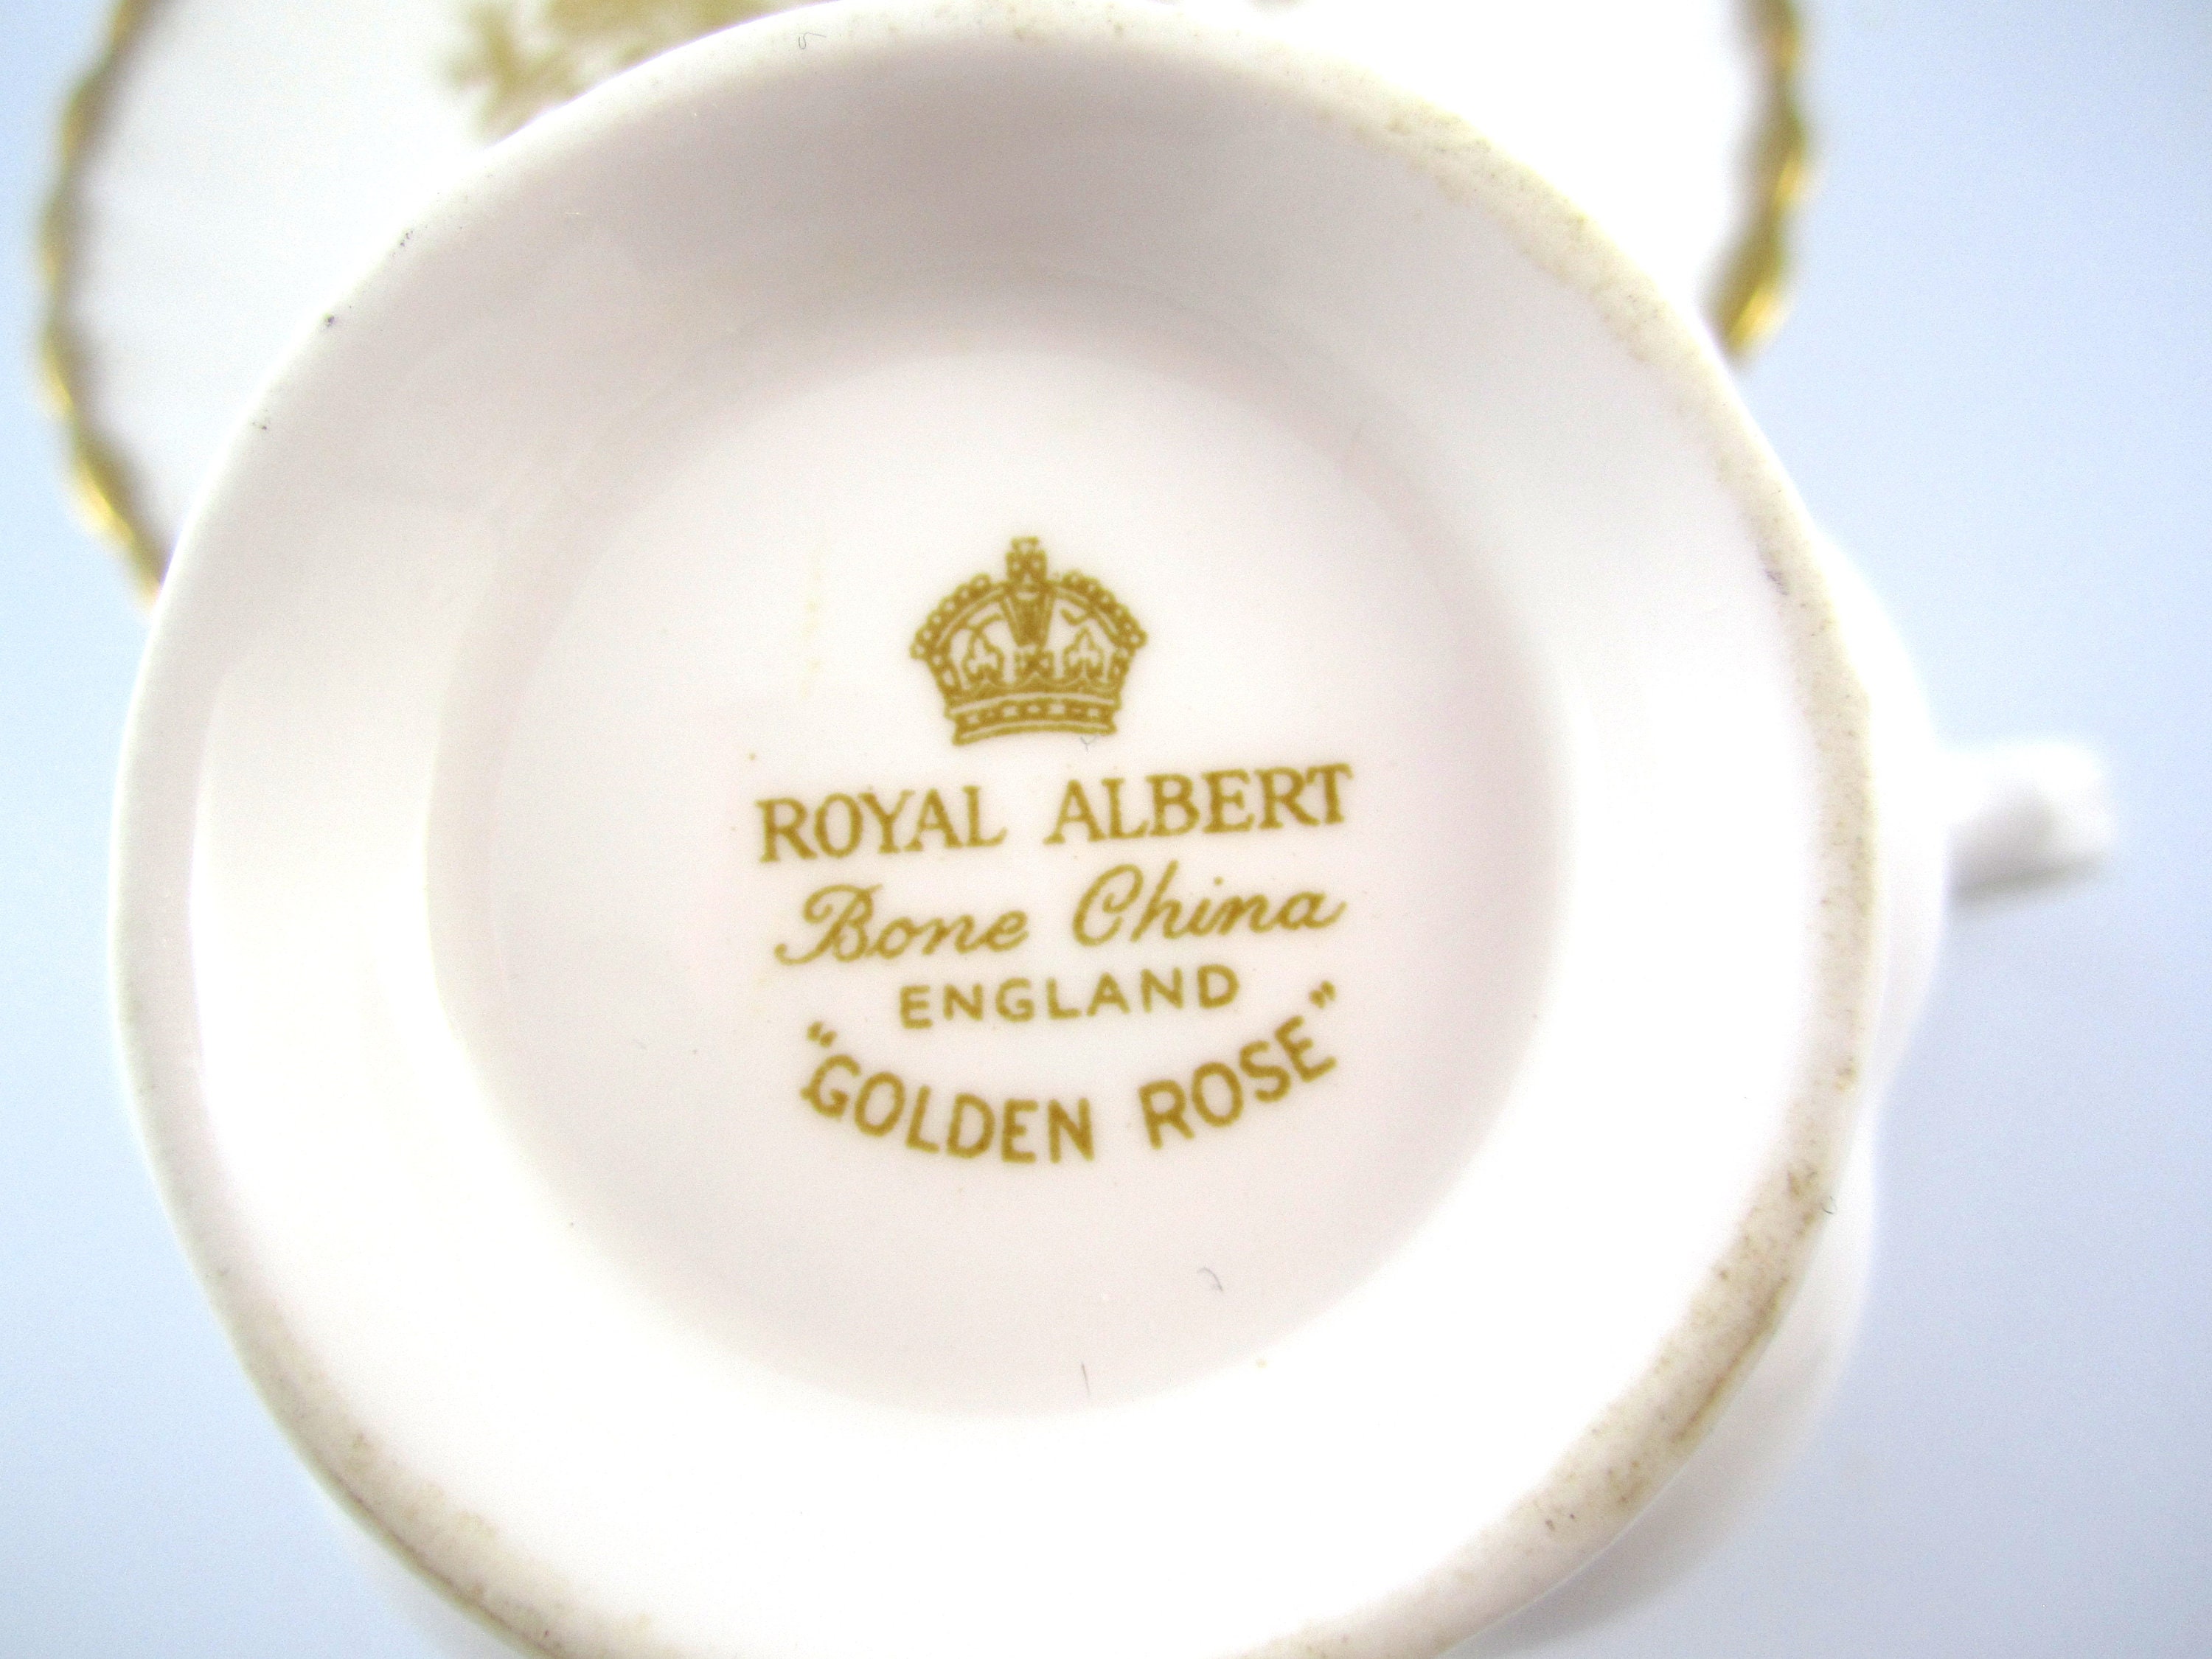 ROYAL ALBERT
Bone China
ENGLAND
“GOLDEN ROSE”